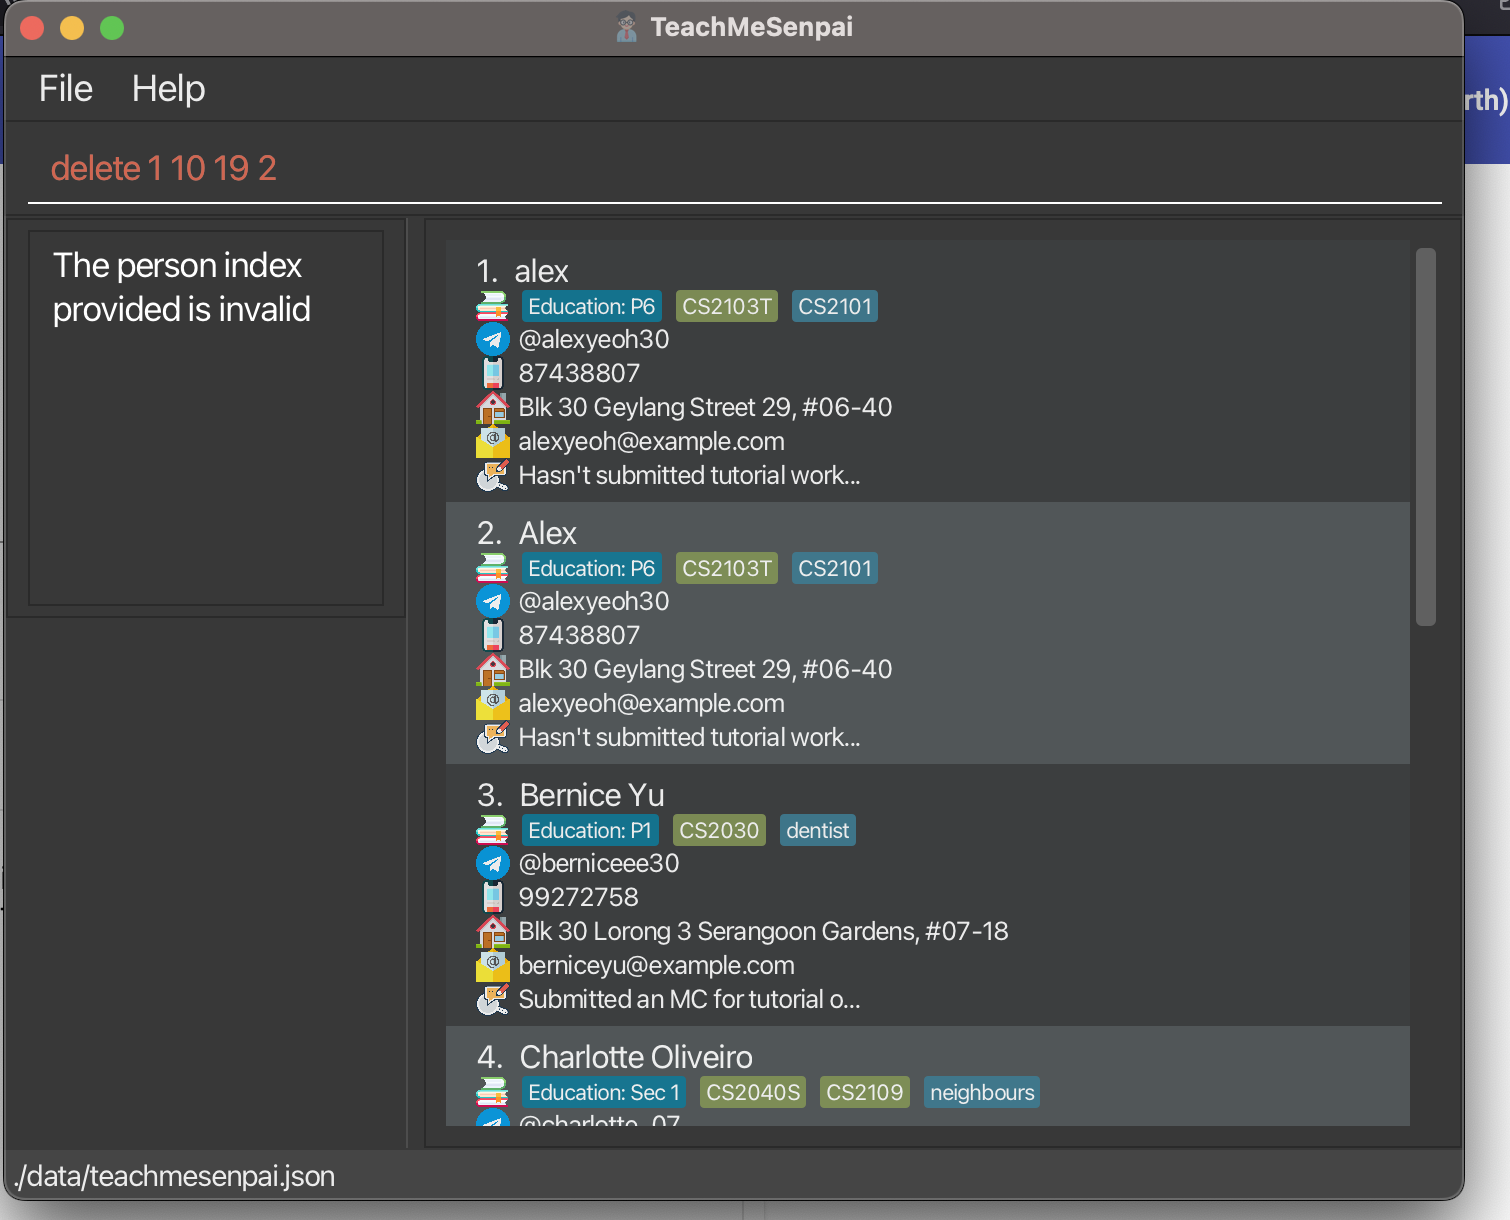 TeachMeSenpai
rth)
File Help
delete 1 10 19 2
The person index
provided is invalid
1. alex
Education: P6 CS2103T CS2101
@alexyeoh30
87438807
Blk 30 Geylang Street 29, #06-40
alexyeoh@example.com
Hasn't submitted tutorial work...
2. Alex
Education: P6 CS2103T CS2101
@alexyeoh30
87438807
Blk 30 Geylang Street 29, #06-40
alexyeoh@example.com
Hasn't submitted tutorial work...
3. Bernice Yu
Education: P1 CS2030 dentist
@berniceee30
99272758
Blk 30 Lorong 3 Serangoon Gardens, #07-18
berniceyu@example.com
Submitted an MC for tutorial o...
4. Charlotte Oliveiro
Education: Sec 1 CS2040S CS2109 neighbours
@charlotte_07
./data/teachmesenpai.json